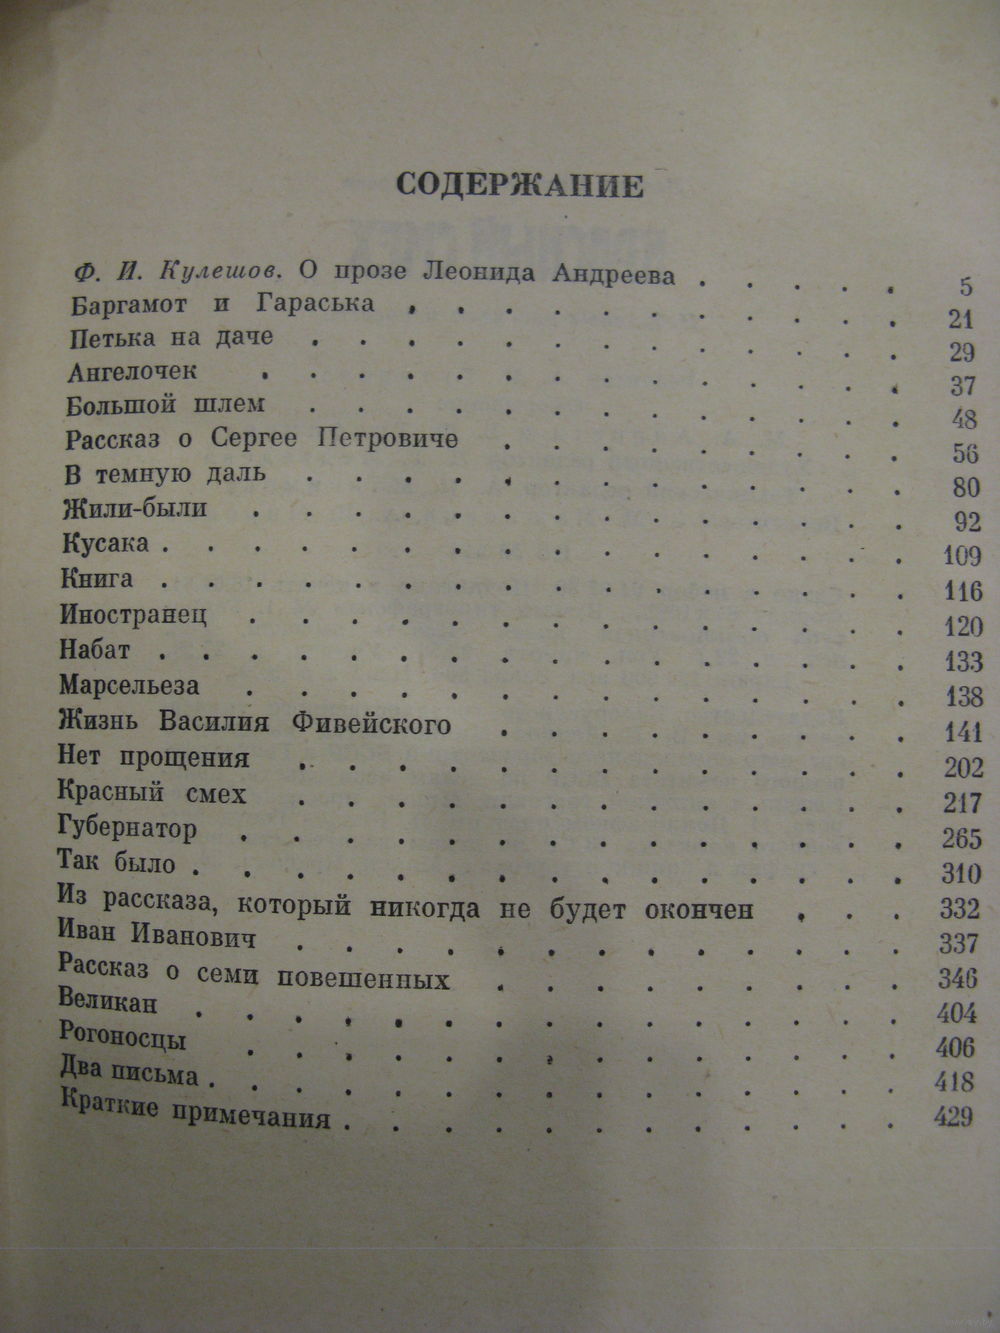 СОДЕРЖАНИЕ
Ф. И. Кулешов. О прозе Леонида Андреева . . . . . 5
Баргамот и Гараська . . . . . . . . . . . 21
Петька на даче . . . . . . . . . . . . . 29
Ангелочек . . . . . . . . . . . . . . 37
Большой шлем . . . . . . . . . . . . . 48
Рассказ о Сергее Петровиче . . . . . . . . . 56
В темную даль . . . . . . . . . . . . . 80
Жили-были . . . . . . . . . . . . . . 92
Кусака . . . . . . . . . . . . . . . . 109
Книга . . . . . . . . . . . . . . . . 116
Иностранец . . . . . . . . . . . . . . 120
Набат . . . . . . . . . . . . . . . . 133
Марсельеза . . . . . . . . . . . . . . 138
Жизнь Василия Фивейского . . . . . . . . . 141
Нет прощения . . . . . . . . . . . . . 202
Красный смех . . . . . . . . . . . . . 217
Губернатор . . . . . . . . . . . . . . 265
Так было . . . . . . . . . . . . . . . 310
Из рассказа, который никогда не будет окончен . . . 332
Иван Иванович . . . . . . . . . . . . . 337
Рассказ о семи повешенных . . . . . . . . . 346
Великан . . . . . . . . . . . . . . . 404
Рогоносцы . . . . . . . . . . . . . . 406
Два письма . . . . . . . . . . . . . . . 418
Краткие примечания . . . . . . . . . . . . 429